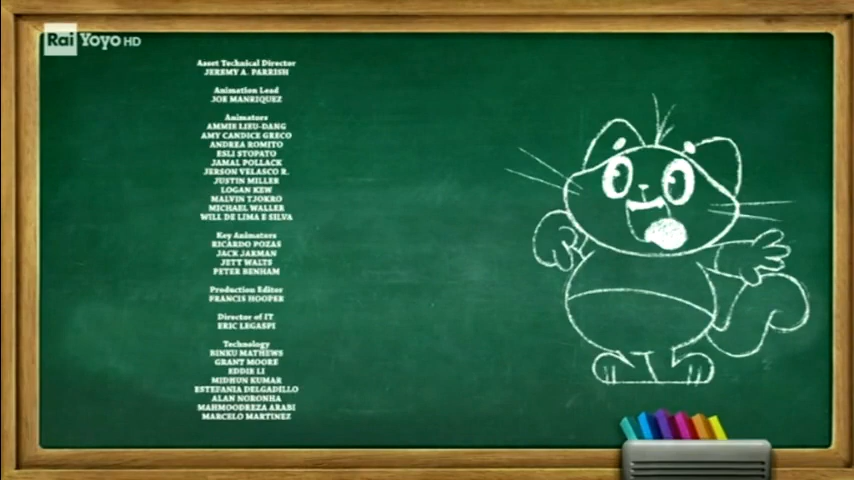 Rai Yoyo HD
Asset Technical Director
JEREMY A. PARRISH
Animation Lead
JOE MANRIQUEZ
Animators
AMMIE LIEU-DANG
AMY CANDICE GRECO
ANDREA ROMITO
ESLI STOPATO
JAMAL POLLACK
JERSON VELASCO R.
JUSTIN MILLER
LOGAN KEW
MALVIN TJOKRO
MICHAEL WALLER
WILL DE LIMA E SILVA
Key Animators
RICARDO POZAS
JACK JARMAN
JETT WALTS
PETER BENHAM
Production Editor
FRANCIS HOOPER
Director of IT
ERIC LEGASPI
Technology
BINKU MATHEWS
GRANT MOORE
EDDIE LI
MIDHUN KUMAR
ESTEFANIA DELGADILLO
ALAN NORONHA
MAHMOODREZA ARABI
MARCELO MARTINEZ